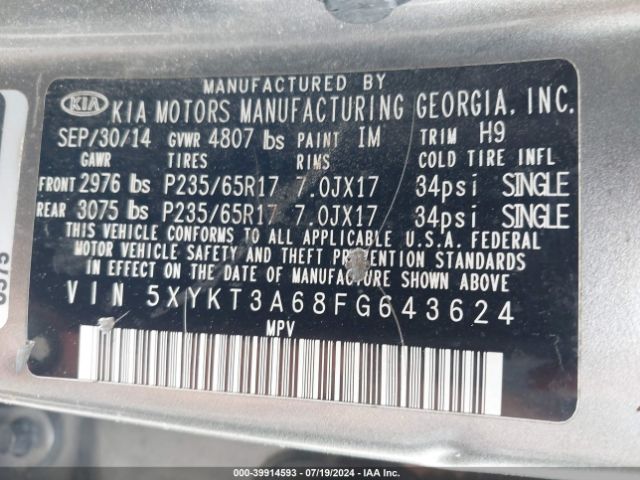 MANUFACTURED BY
KIA KIA MOTORS MANUFACTURING GEORGIA, INC.
SEP/30/14 GVWR 4807 lbs PAINT IM TRIM H9
GAWR TIRES RIMS COLD TIRE INFL
FRONT 2976 lbs P235/65R17 7.0JX17 34psi SINGLE
REAR 3075 lbs P235/65R17 7.0JX17 34psi SINGLE
THIS VEHICLE CONFORMS TO ALL APPLICABLE U.S.A. FEDERAL
MOTOR VEHICLE SAFETY AND THEFT PREVENTION STANDARDS
IN EFFECT ON THE DATE OF MANUFACTURE SHOWN ABOVE
VIN 5XYKT3A68FG643624
MPV
000-39914593 - 07/19/2024 - IAA Inc.